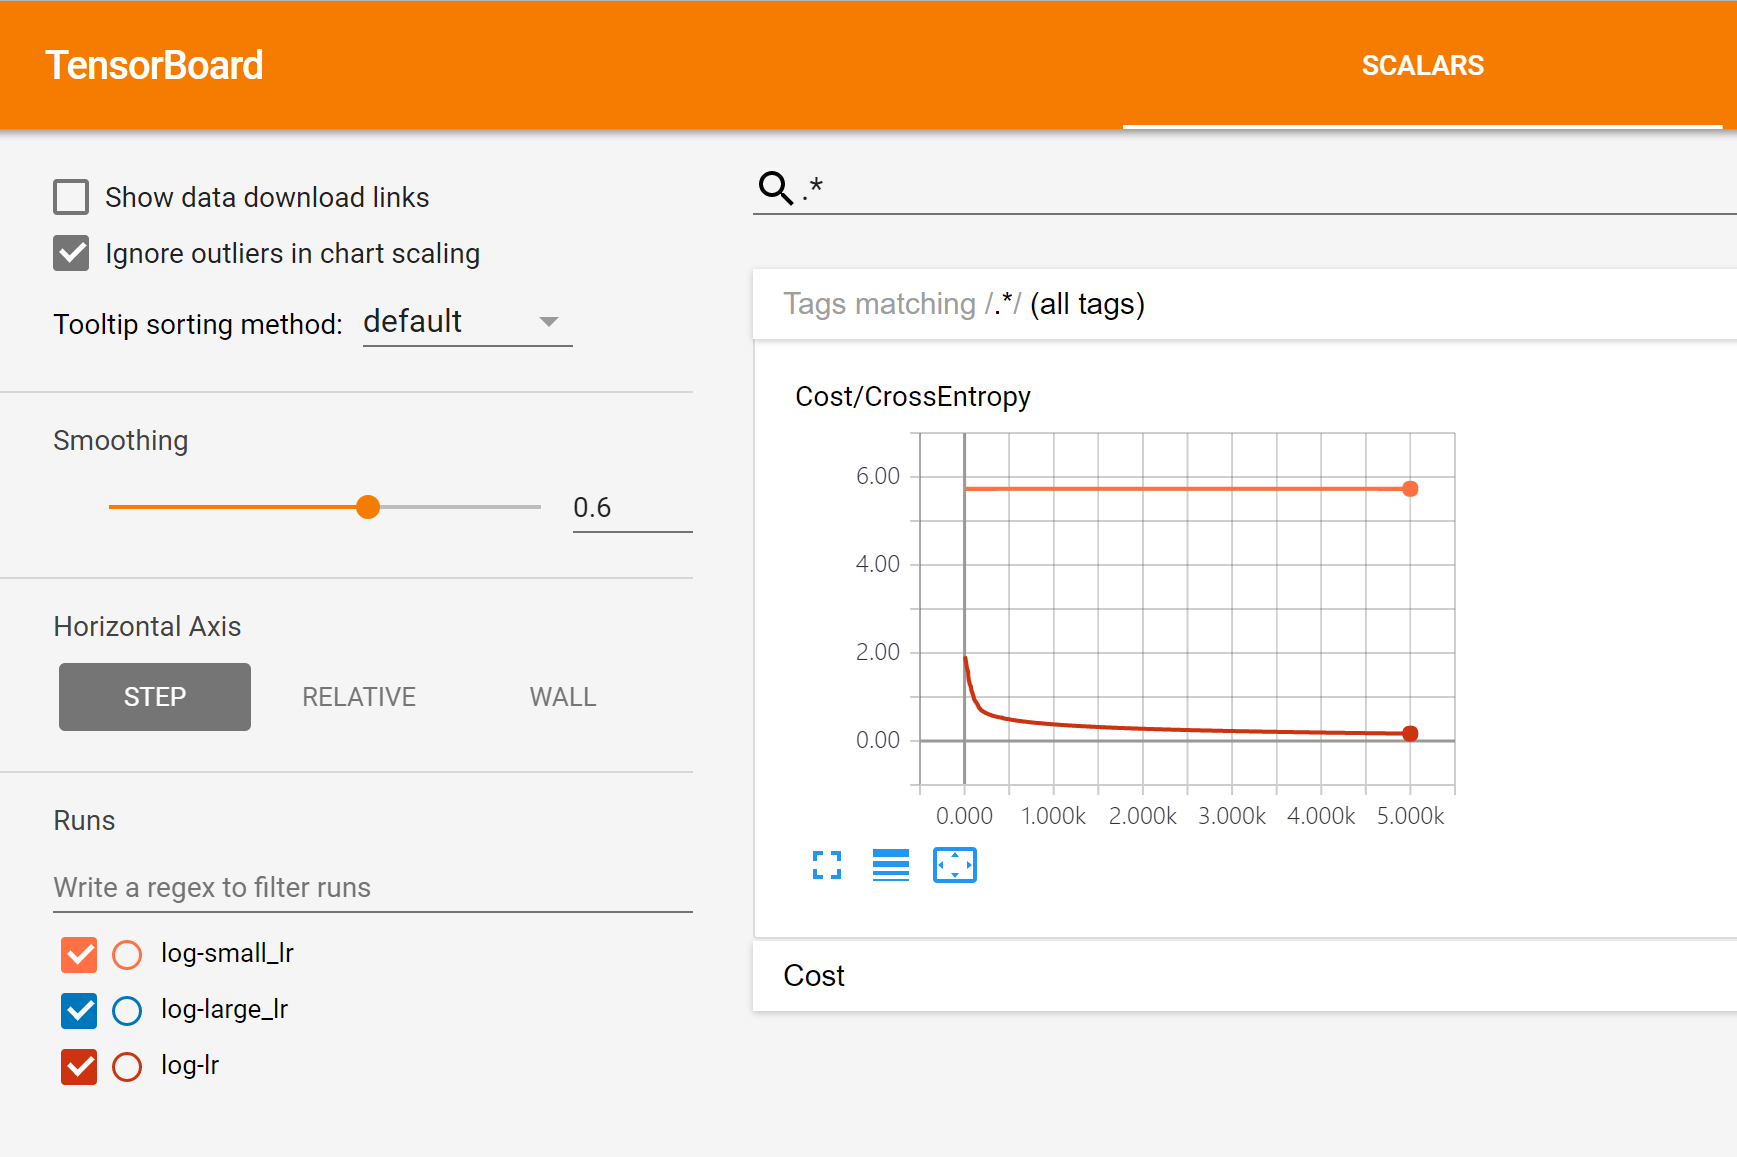 TensorBoard
SCALARS
Show data download links
Ignore outliers in chart scaling
Tooltip sorting method: default
Smoothing
0.6
Horizontal Axis
STEP RELATIVE WALL
Runs
Write a regex to filter runs
log-small_lr
log-large_lr
log-lr
.*
Tags matching /.*/ (all tags)
Cost/CrossEntropy
6.00
4.00
2.00
0.00
0.000 1.000k 2.000k 3.000k 4.000k 5.000k
Cost